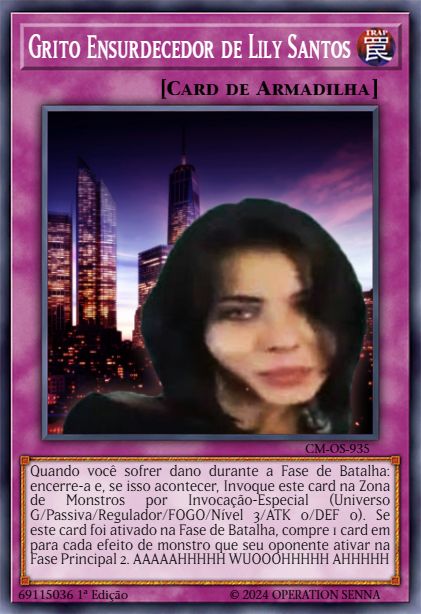 Grito Ensurdecedor de Lily Santos
TRAP
罠
[Card de Armadilha]
CM-OS-935
Quando você sofrer dano durante a Fase de Batalha:
encerre-a e, se isso acontecer, Invoque este card na Zona
de Monstros por Invocação-Especial (Universo
G/Passiva/Regulador/FOGO/Nível 3/ATK 0/DEF 0). Se
este card foi ativado na Fase de Batalha, compre 1 card em
para cada efeito de monstro que seu oponente ativar na
Fase Principal 2. AAAAAHHHHH WUOOOHHHHH AHHHHH
69115036 1ª Edição
© 2024 OPERATION SENNA